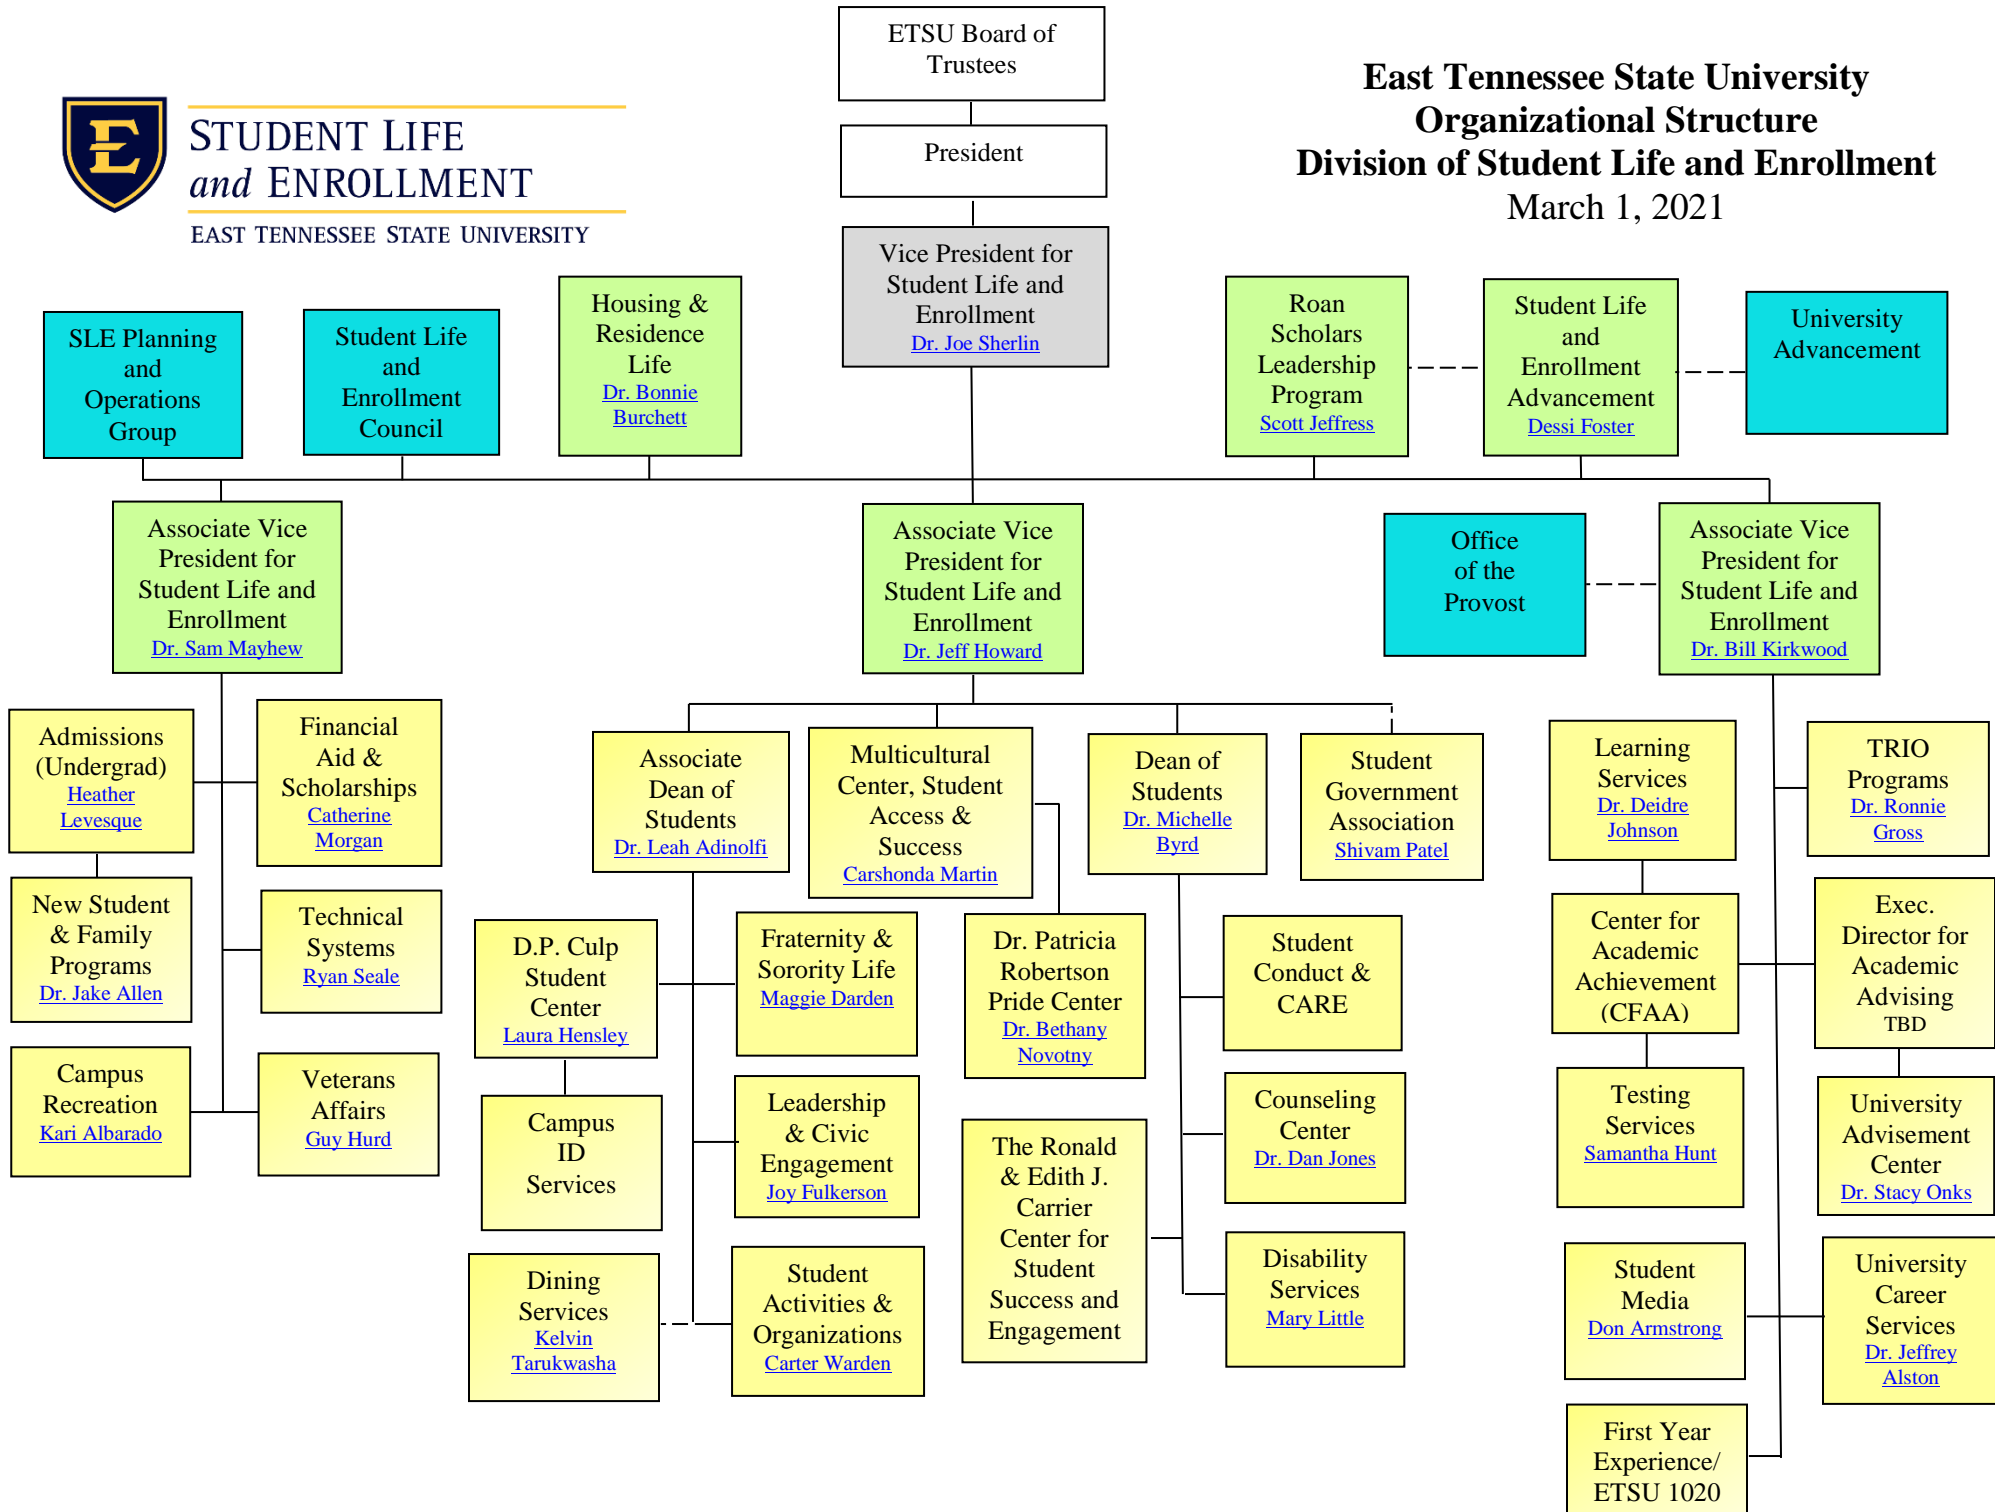 ETSU Board of
Trustees
President
East Tennessee State University
Organizational Structure
Division of Student Life and Enrollment
March 1, 2021
E
STUDENT LIFE
and ENROLLMENT
EAST TENNESSEE STATE UNIVERSITY
Vice President for
Student Life and
Enrollment
Dr. Joe Sherlin
SLE Planning
and
Operations
Group
Student Life
and
Enrollment
Council
Housing &
Residence
Life
Dr. Bonnie
Burchett
Roan
Scholars
Leadership
Program
Scott Jeffress
Student Life
and
Enrollment
Advancement
Dessi Foster
University
Advancement
Associate Vice
President for
Student Life and
Enrollment
Dr. Sam Mayhew
Associate Vice
President for
Student Life and
Enrollment
Dr. Jeff Howard
Office
of the
Provost
Associate Vice
President for
Student Life and
Enrollment
Dr. Bill Kirkwood
Admissions
(Undergrad)
Heather
Levesque
Financial
Aid &
Scholarships
Catherine
Morgan
New Student
& Family
Programs
Dr. Jake Allen
Technical
Systems
Ryan Seale
Campus
Recreation
Kari Albarado
Veterans
Affairs
Guy Hurd
Associate
Dean of
Students
Dr. Leah Adinolfi
Multicultural
Center, Student
Access &
Success
Carshonda Martin
Dean of
Students
Dr. Michelle
Byrd
Student
Government
Association
Shivam Patel
D.P. Culp
Student
Center
Laura Hensley
Fraternity &
Sorority Life
Maggie Darden
Dr. Patricia
Robertson
Pride Center
Dr. Bethany
Novotny
Student
Conduct &
CARE
Campus
ID
Services
Leadership
& Civic
Engagement
Joy Fulkerson
The Ronald
& Edith J.
Carrier
Center for
Student
Success and
Engagement
Counseling
Center
Dr. Dan Jones
Dining
Services
Kelvin
Tarukwasha
Student
Activities &
Organizations
Carter Warden
Disability
Services
Mary Little
Learning
Services
Dr. Deidre
Johnson
TRIO
Programs
Dr. Ronnie
Gross
Center for
Academic
Achievement
(CFAA)
Exec.
Director for
Academic
Advising
TBD
Testing
Services
Samantha Hunt
University
Advisement
Center
Dr. Stacy Onks
Student
Media
Don Armstrong
University
Career
Services
Dr. Jeffrey
Alston
First Year
Experience/
ETSU 1020